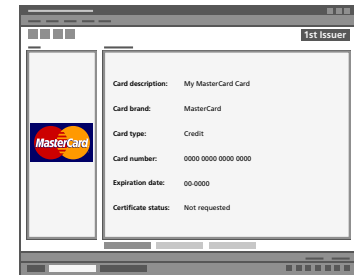 1st Issuer
MasterCard
Card description: My MasterCard Card
Card brand: MasterCard
Card type: Credit
Card number: 0000 0000 0000 0000
Expiration date: 00-0000
Certificate status: Not requested